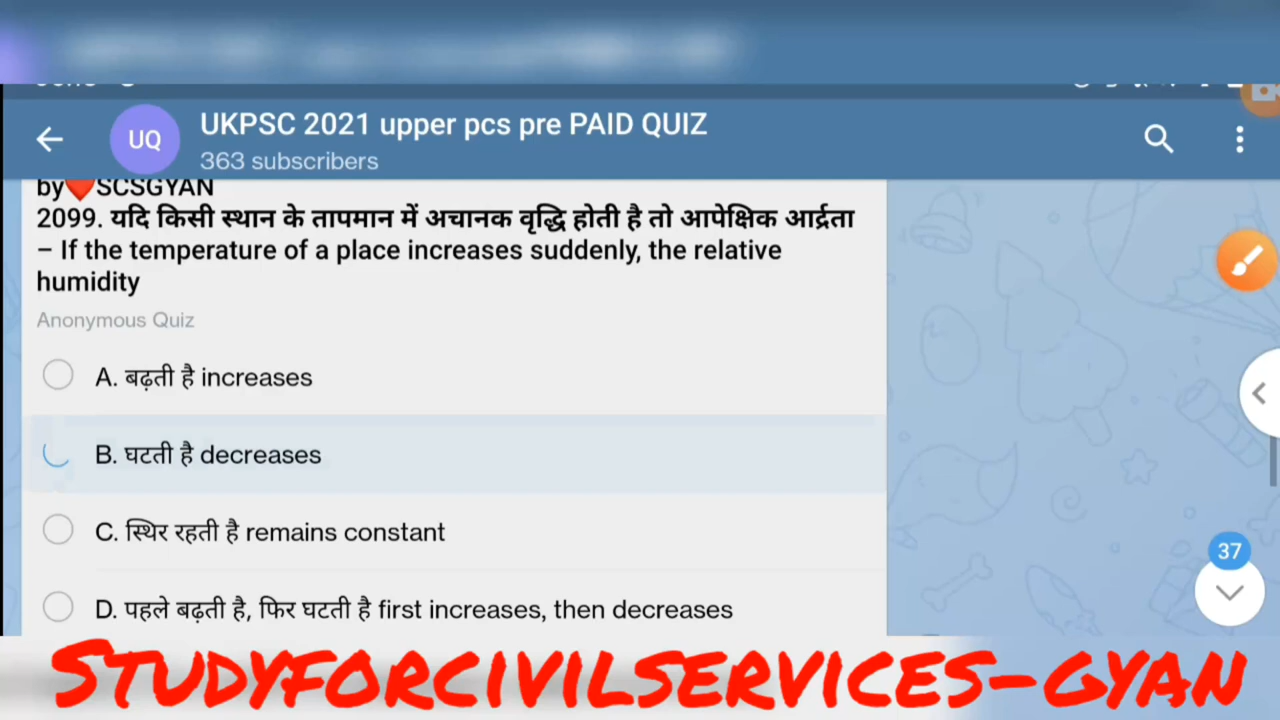 UKPSC 2021 upper pcs pre PAID QUIZ
UQ
363 subscribers
by❤️SCSGYAN
2099. यदि किसी स्थान के तापमान में अचानक वृद्धि होती है तो आपेक्षिक आर्द्रता
– If the temperature of a place increases suddenly, the relative
humidity
Anonymous Quiz
A. बढ़ती है increases
B. घटती है decreases
C. स्थिर रहती है remains constant
37
D. पहले बढ़ती है, फिर घटती है first increases, then decreases
STUDYFORCIVILSERVICES-GYAN